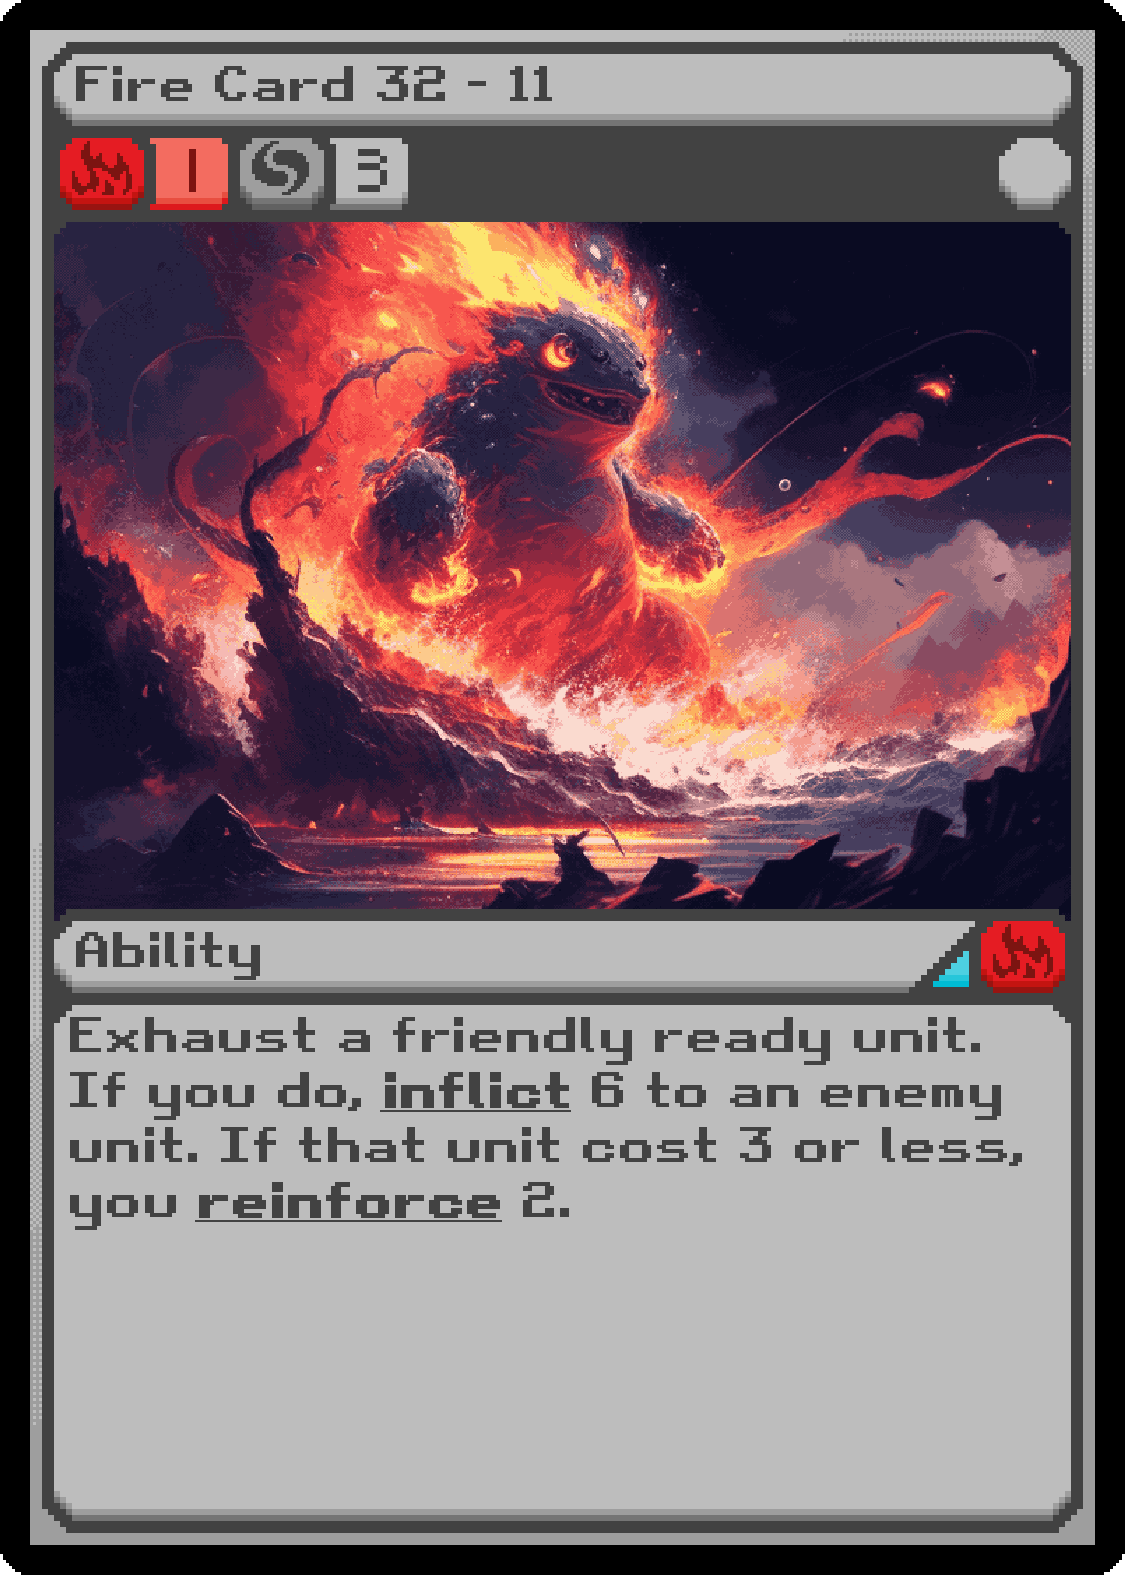 Fire Card 32 - 11
1 3
Ability
Exhaust a friendly ready unit.
If you do, inflict 6 to an enemy
unit. If that unit cost 3 or less,
you reinforce 2.